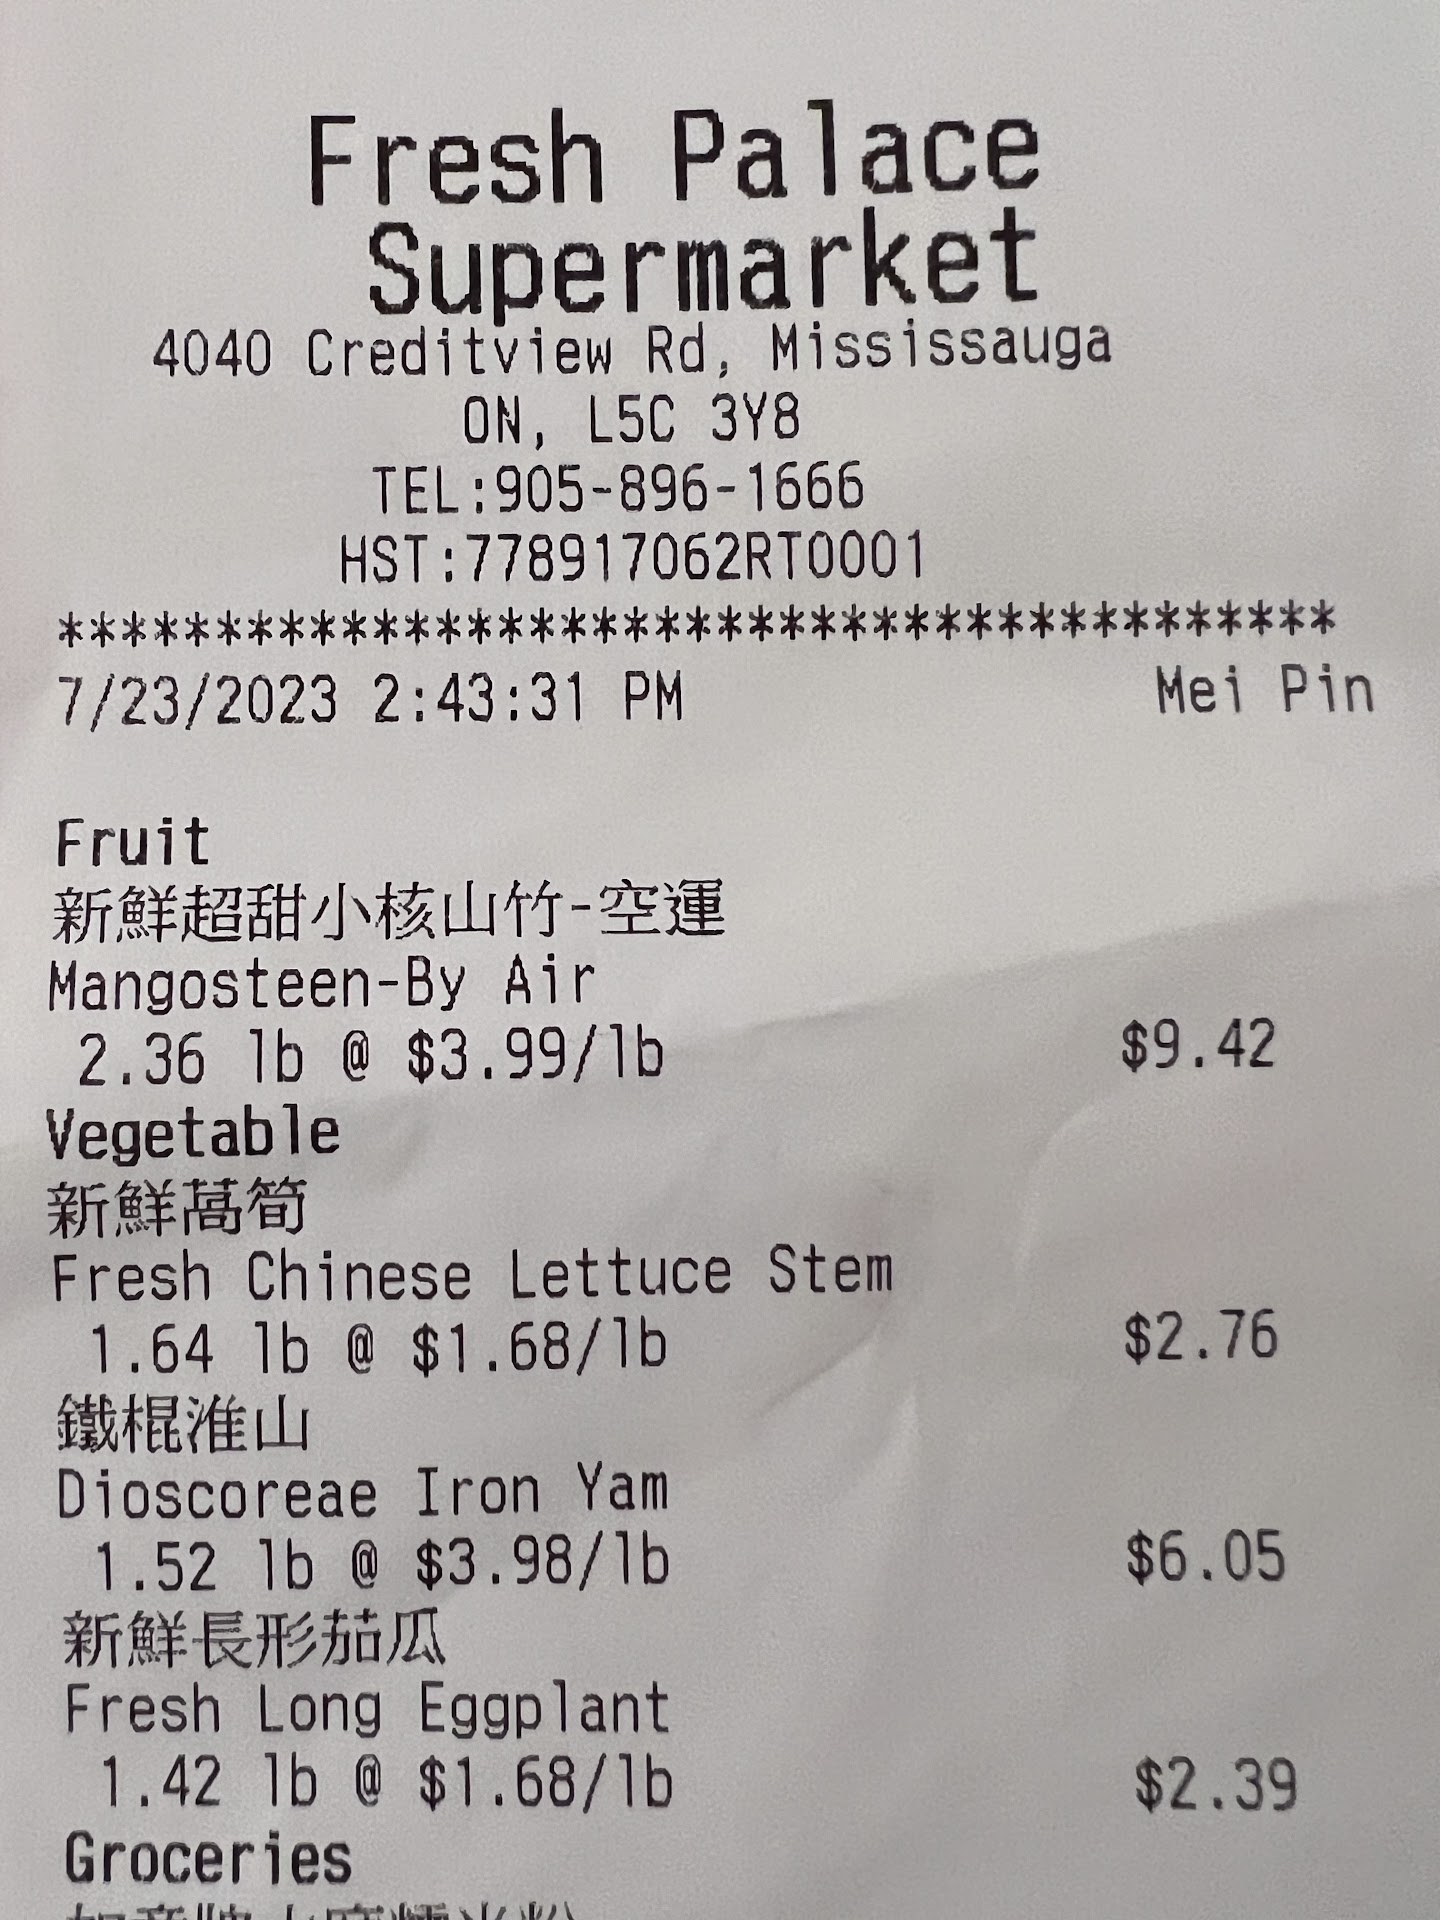 Fresh Palace
Supermarket
4040 Creditview Rd, Mississauga
ON, L5C 3Y8
TEL:905-896-1666
HST:778917062RT0001
*****************************************
7/23/2023 2:43:31 PM Mei Pin
Fruit
新鮮超甜小核山竹-空運
Mangosteen-By Air
2.36 lb @ $3.99/lb $9.42
Vegetable
新鮮萵筍
Fresh Chinese Lettuce Stem
1.64 lb @ $1.68/lb $2.76
鐵棍淮山
Dioscoreae Iron Yam
1.52 lb @ $3.98/lb $6.05
新鮮長形茄瓜
Fresh Long Eggplant
1.42 lb @ $1.68/lb $2.39
Groceries